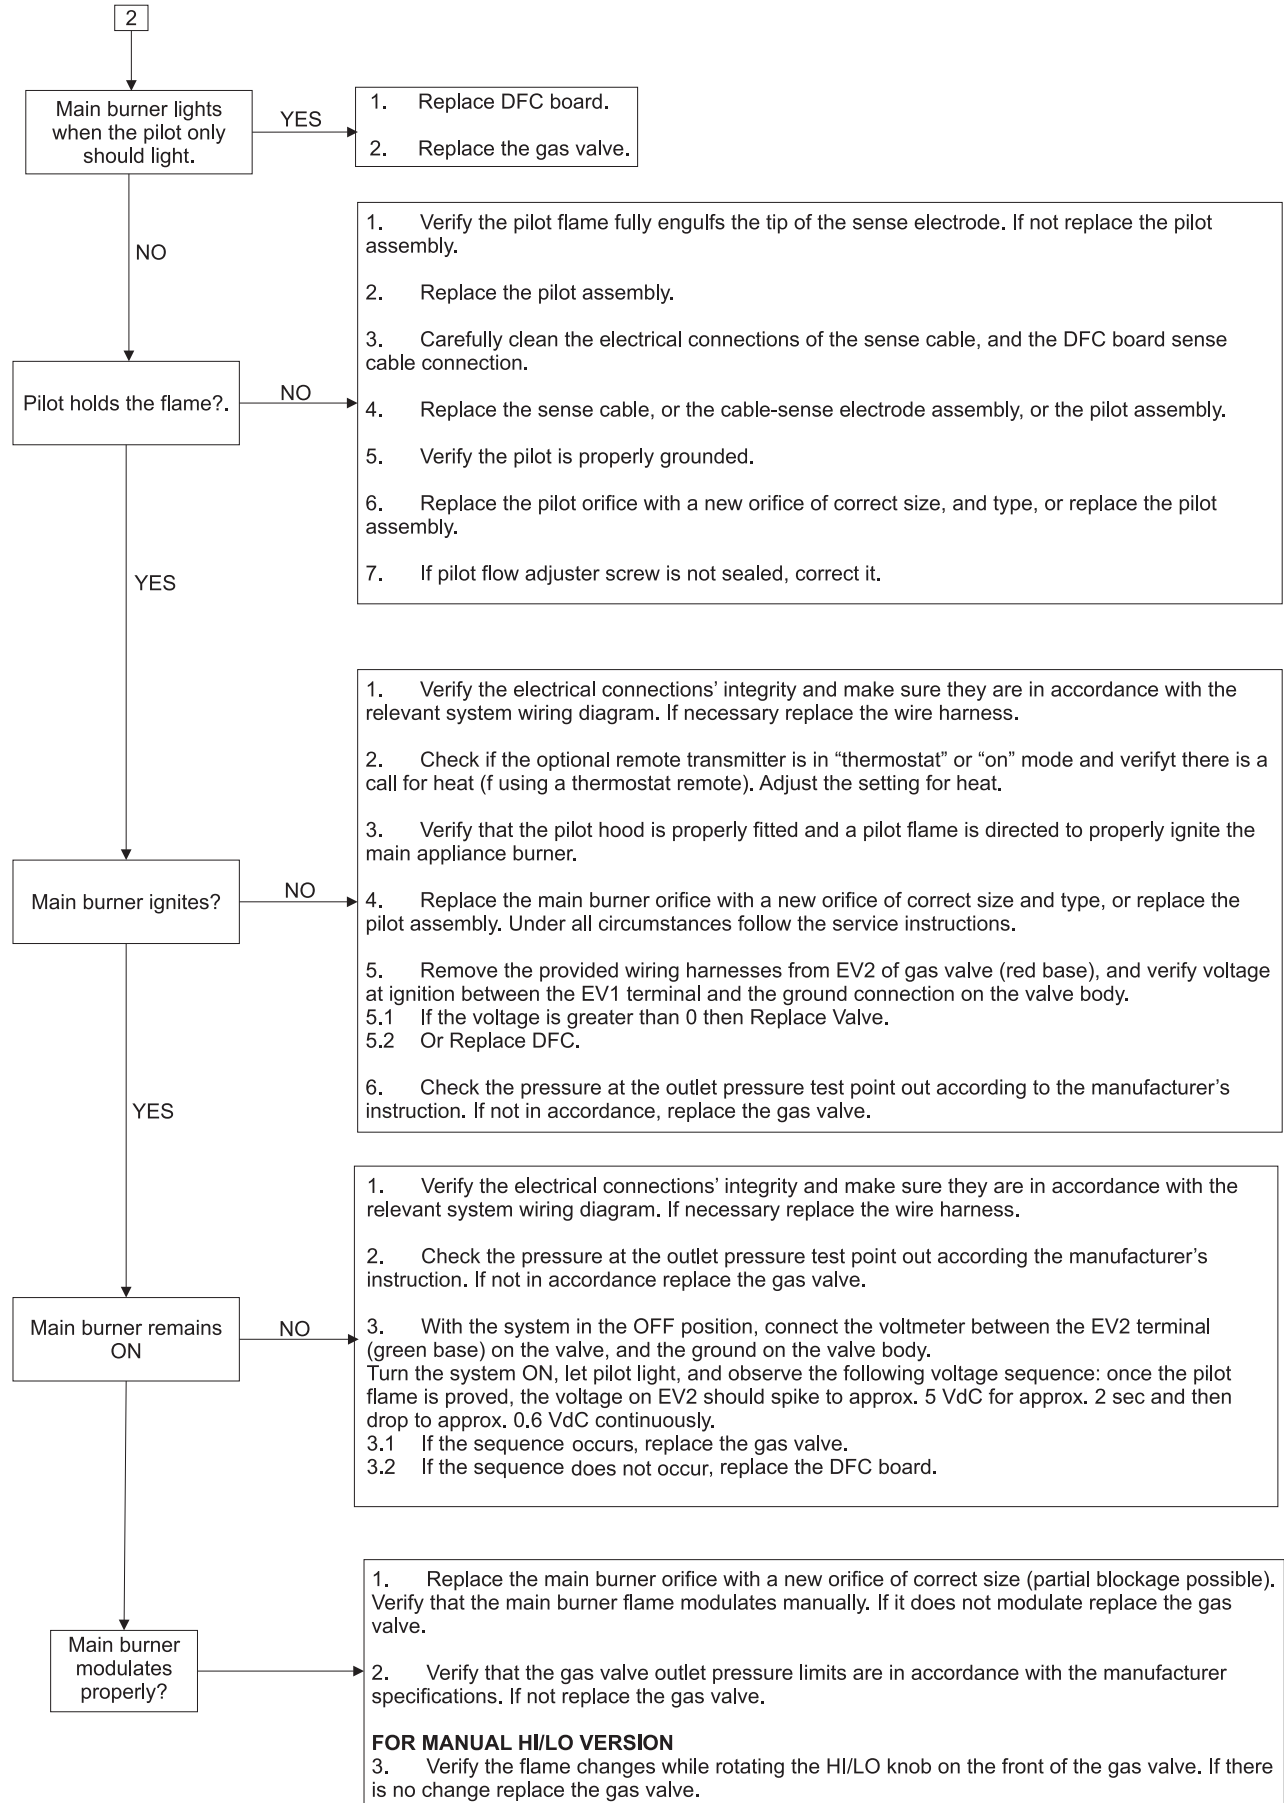 2
Main burner lights
when the pilot only
should light.
YES
1. Replace DFC board.
2. Replace the gas valve.
NO
1. Verify the pilot flame fully engulfs the tip of the sense electrode. If not replace the pilot
assembly.
2. Replace the pilot assembly.
3. Carefully clean the electrical connections of the sense cable, and the DFC board sense
cable connection.
4. Replace the sense cable, or the cable-sense electrode assembly, or the pilot assembly.
5. Verify the pilot is properly grounded.
6. Replace the pilot orifice with a new orifice of correct size, and type, or replace the pilot
assembly.
7. If pilot flow adjuster screw is not sealed, correct it.
Pilot holds the flame?.
NO
YES
1. Verify the electrical connections’ integrity and make sure they are in accordance with the
relevant system wiring diagram. If necessary replace the wire harness.
2. Check if the optional remote transmitter is in “thermostat” or “on” mode and verifyt there is a
call for heat (f using a thermostat remote). Adjust the setting for heat.
3. Verify that the pilot hood is properly fitted and a pilot flame is directed to properly ignite the
main appliance burner.
4. Replace the main burner orifice with a new orifice of correct size and type, or replace the
pilot assembly. Under all circumstances follow the service instructions.
5. Remove the provided wiring harnesses from EV2 of gas valve (red base), and verify voltage
at ignition between the EV1 terminal and the ground connection on the valve body.
5.1 If the voltage is greater than 0 then Replace Valve.
5.2 Or Replace DFC.
6. Check the pressure at the outlet pressure test point out according to the manufacturer’s
instruction. If not in accordance, replace the gas valve.
Main burner ignites?
NO
YES
1. Verify the electrical connections’ integrity and make sure they are in accordance with the
relevant system wiring diagram. If necessary replace the wire harness.
2. Check the pressure at the outlet pressure test point out according the manufacturer’s
instruction. If not in accordance replace the gas valve.
3. With the system in the OFF position, connect the voltmeter between the EV2 terminal
(green base) on the valve, and the ground on the valve body.
Turn the system ON, let pilot light, and observe the following voltage sequence: once the pilot
flame is proved, the voltage on EV2 should spike to approx. 5 VdC for approx. 2 sec and then
drop to approx. 0.6 VdC continuously.
3.1 If the sequence occurs, replace the gas valve.
3.2 If the sequence does not occur, replace the DFC board.
Main burner remains
ON
NO
1. Replace the main burner orifice with a new orifice of correct size (partial blockage possible).
Verify that the main burner flame modulates manually. If it does not modulate replace the gas
valve.
2. Verify that the gas valve outlet pressure limits are in accordance with the manufacturer
specifications. If not replace the gas valve.
FOR MANUAL HI/LO VERSION
3. Verify the flame changes while rotating the HI/LO knob on the front of the gas valve. If there
is no change replace the gas valve.
Main burner
modulates
properly?